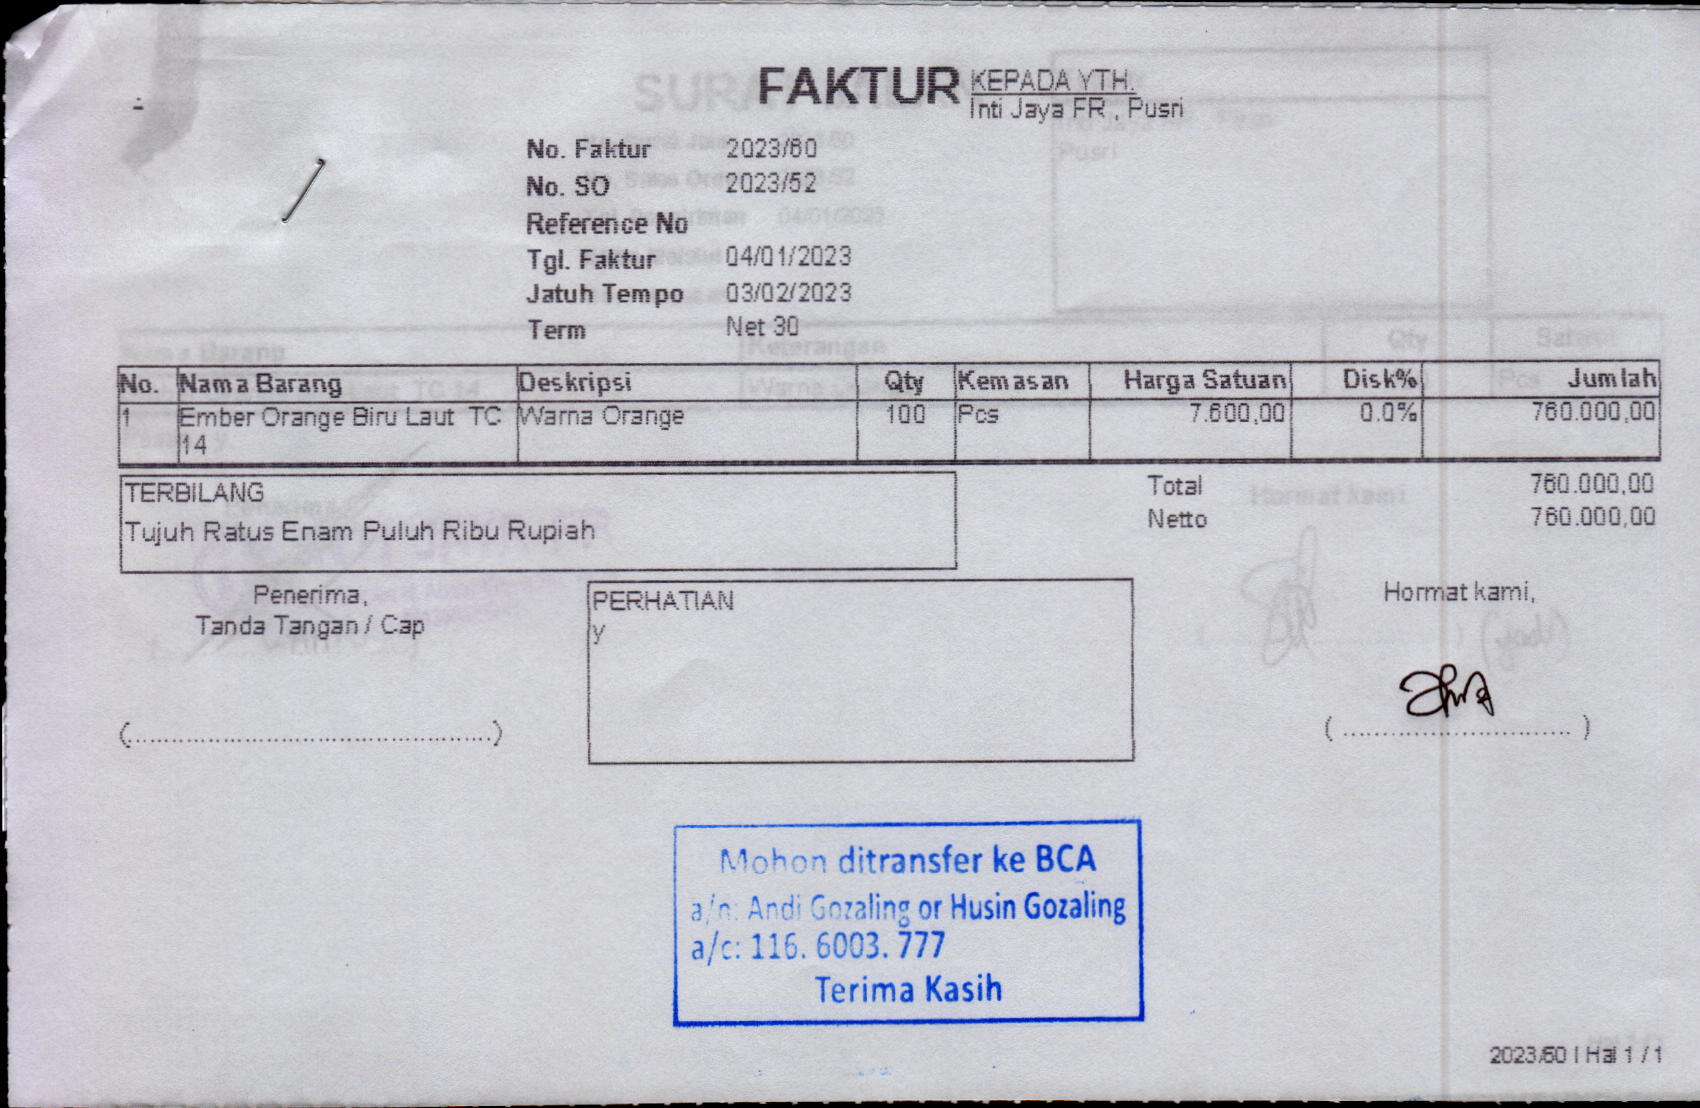 FAKTUR
KEPADA YTH.
Inti Jaya FR , Pusri
No. Faktur 2023/60
No. SO 2023/52
Reference No
Tgl. Faktur 04/01/2023
Jatuh Tempo 03/02/2023
Term Net 30
No. Nama Barang Deskripsi Qty Kemasan Harga Satuan Disk% Jumlah
1 Ember Orange Biru Laut TC Warna Orange 100 Pcs 7.600,00 0.0% 760.000,00
14
TERBILANG
Tujuh Ratus Enam Puluh Ribu Rupiah
Total 760.000,00
Netto 760.000,00
Penerima,
Tanda Tangan / Cap
(..............................................)
PERHATIAN
y
Hormat kami,
(.............................)
Mohon ditransfer ke BCA
a/n: Andi Gozaling or Husin Gozaling
a/c: 116. 6003. 777
Terima Kasih
2023/60 | Hal 1 / 1